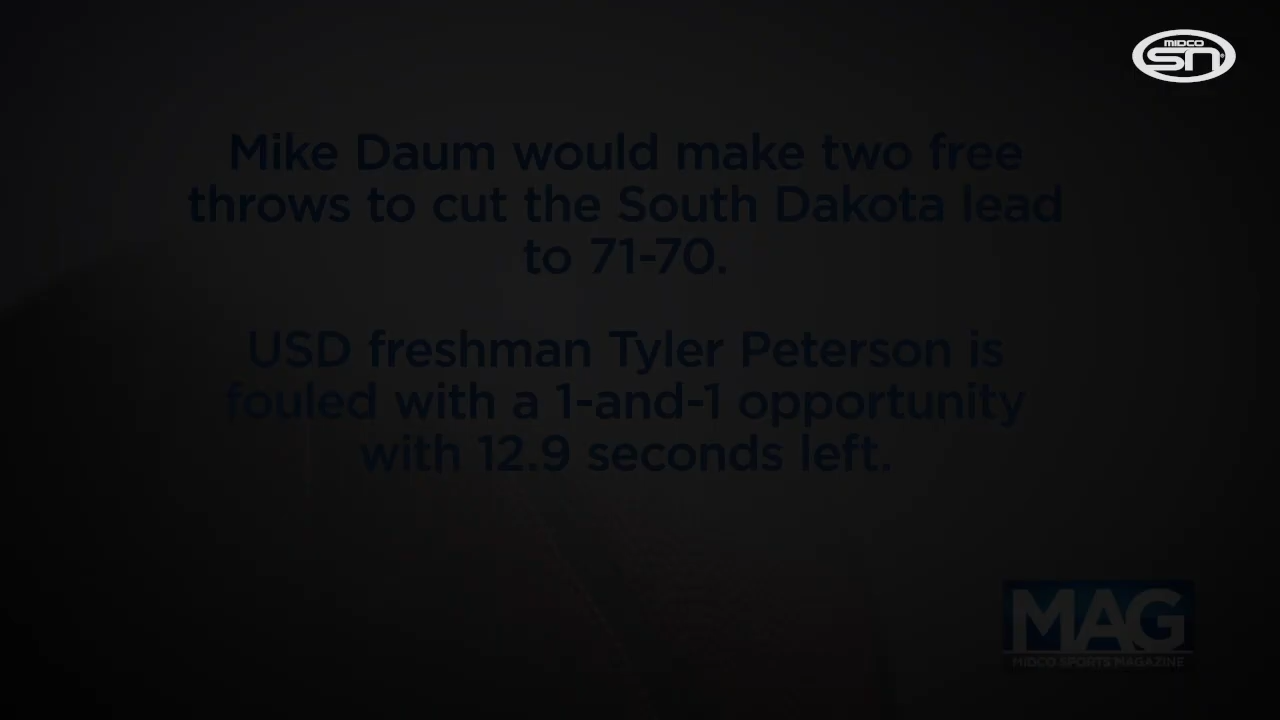 MIDCO
SN
Mike Daum would make two free
throws to cut the South Dakota lead
to 71-70.
USD freshman Tyler Peterson is
fouled with a 1-and-1 opportunity
with 12.9 seconds left.
MAG
MIDCO SPORTS MAGAZINE